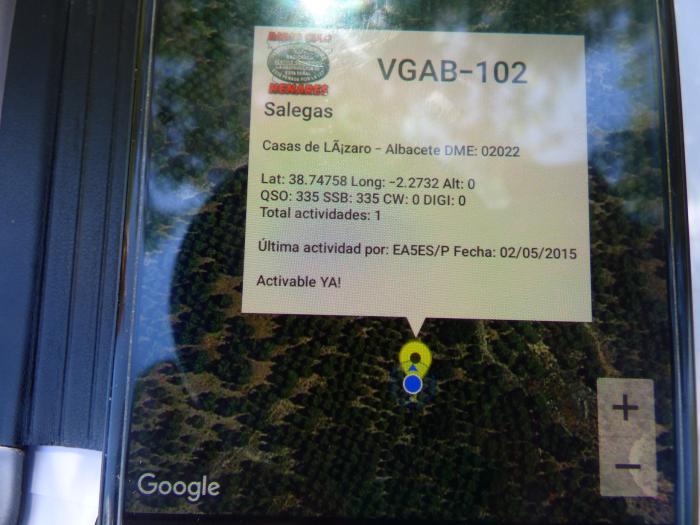 VGAB-102
HENARES
Salegas
Casas de LÃ¡zaro - Albacete DME: 02022
Lat: 38.74758 Long: -2.2732 Alt: 0
QSO: 335 SSB: 335 CW: 0 DIGI: 0
Total actividades: 1
Última actividad por: EA5ES/P Fecha: 02/05/2015
Activable YA!
+
−
Google